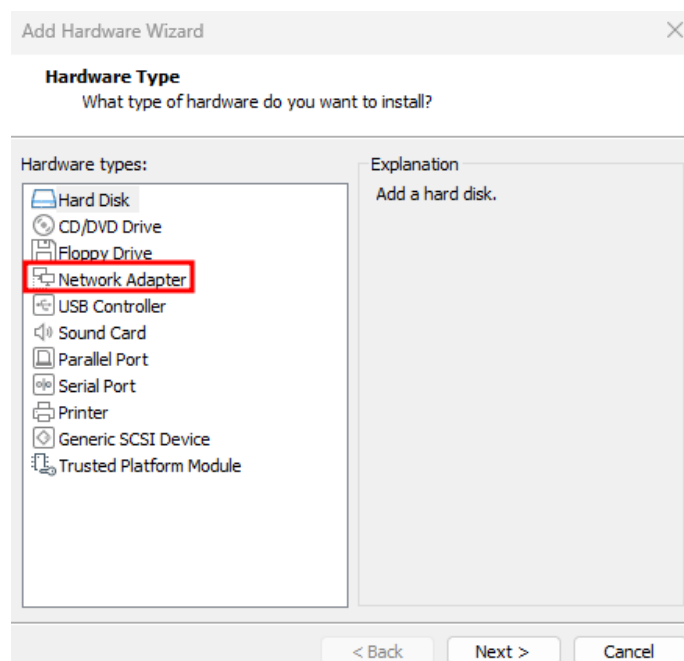 Add Hardware Wizard
Hardware Type
What type of hardware do you want to install?
Hardware types:
Hard Disk
CD/DVD Drive
Floppy Drive
Network Adapter
USB Controller
Sound Card
Parallel Port
Serial Port
Printer
Generic SCSI Device
Trusted Platform Module
Explanation
Add a hard disk.
< Back
Next >
Cancel